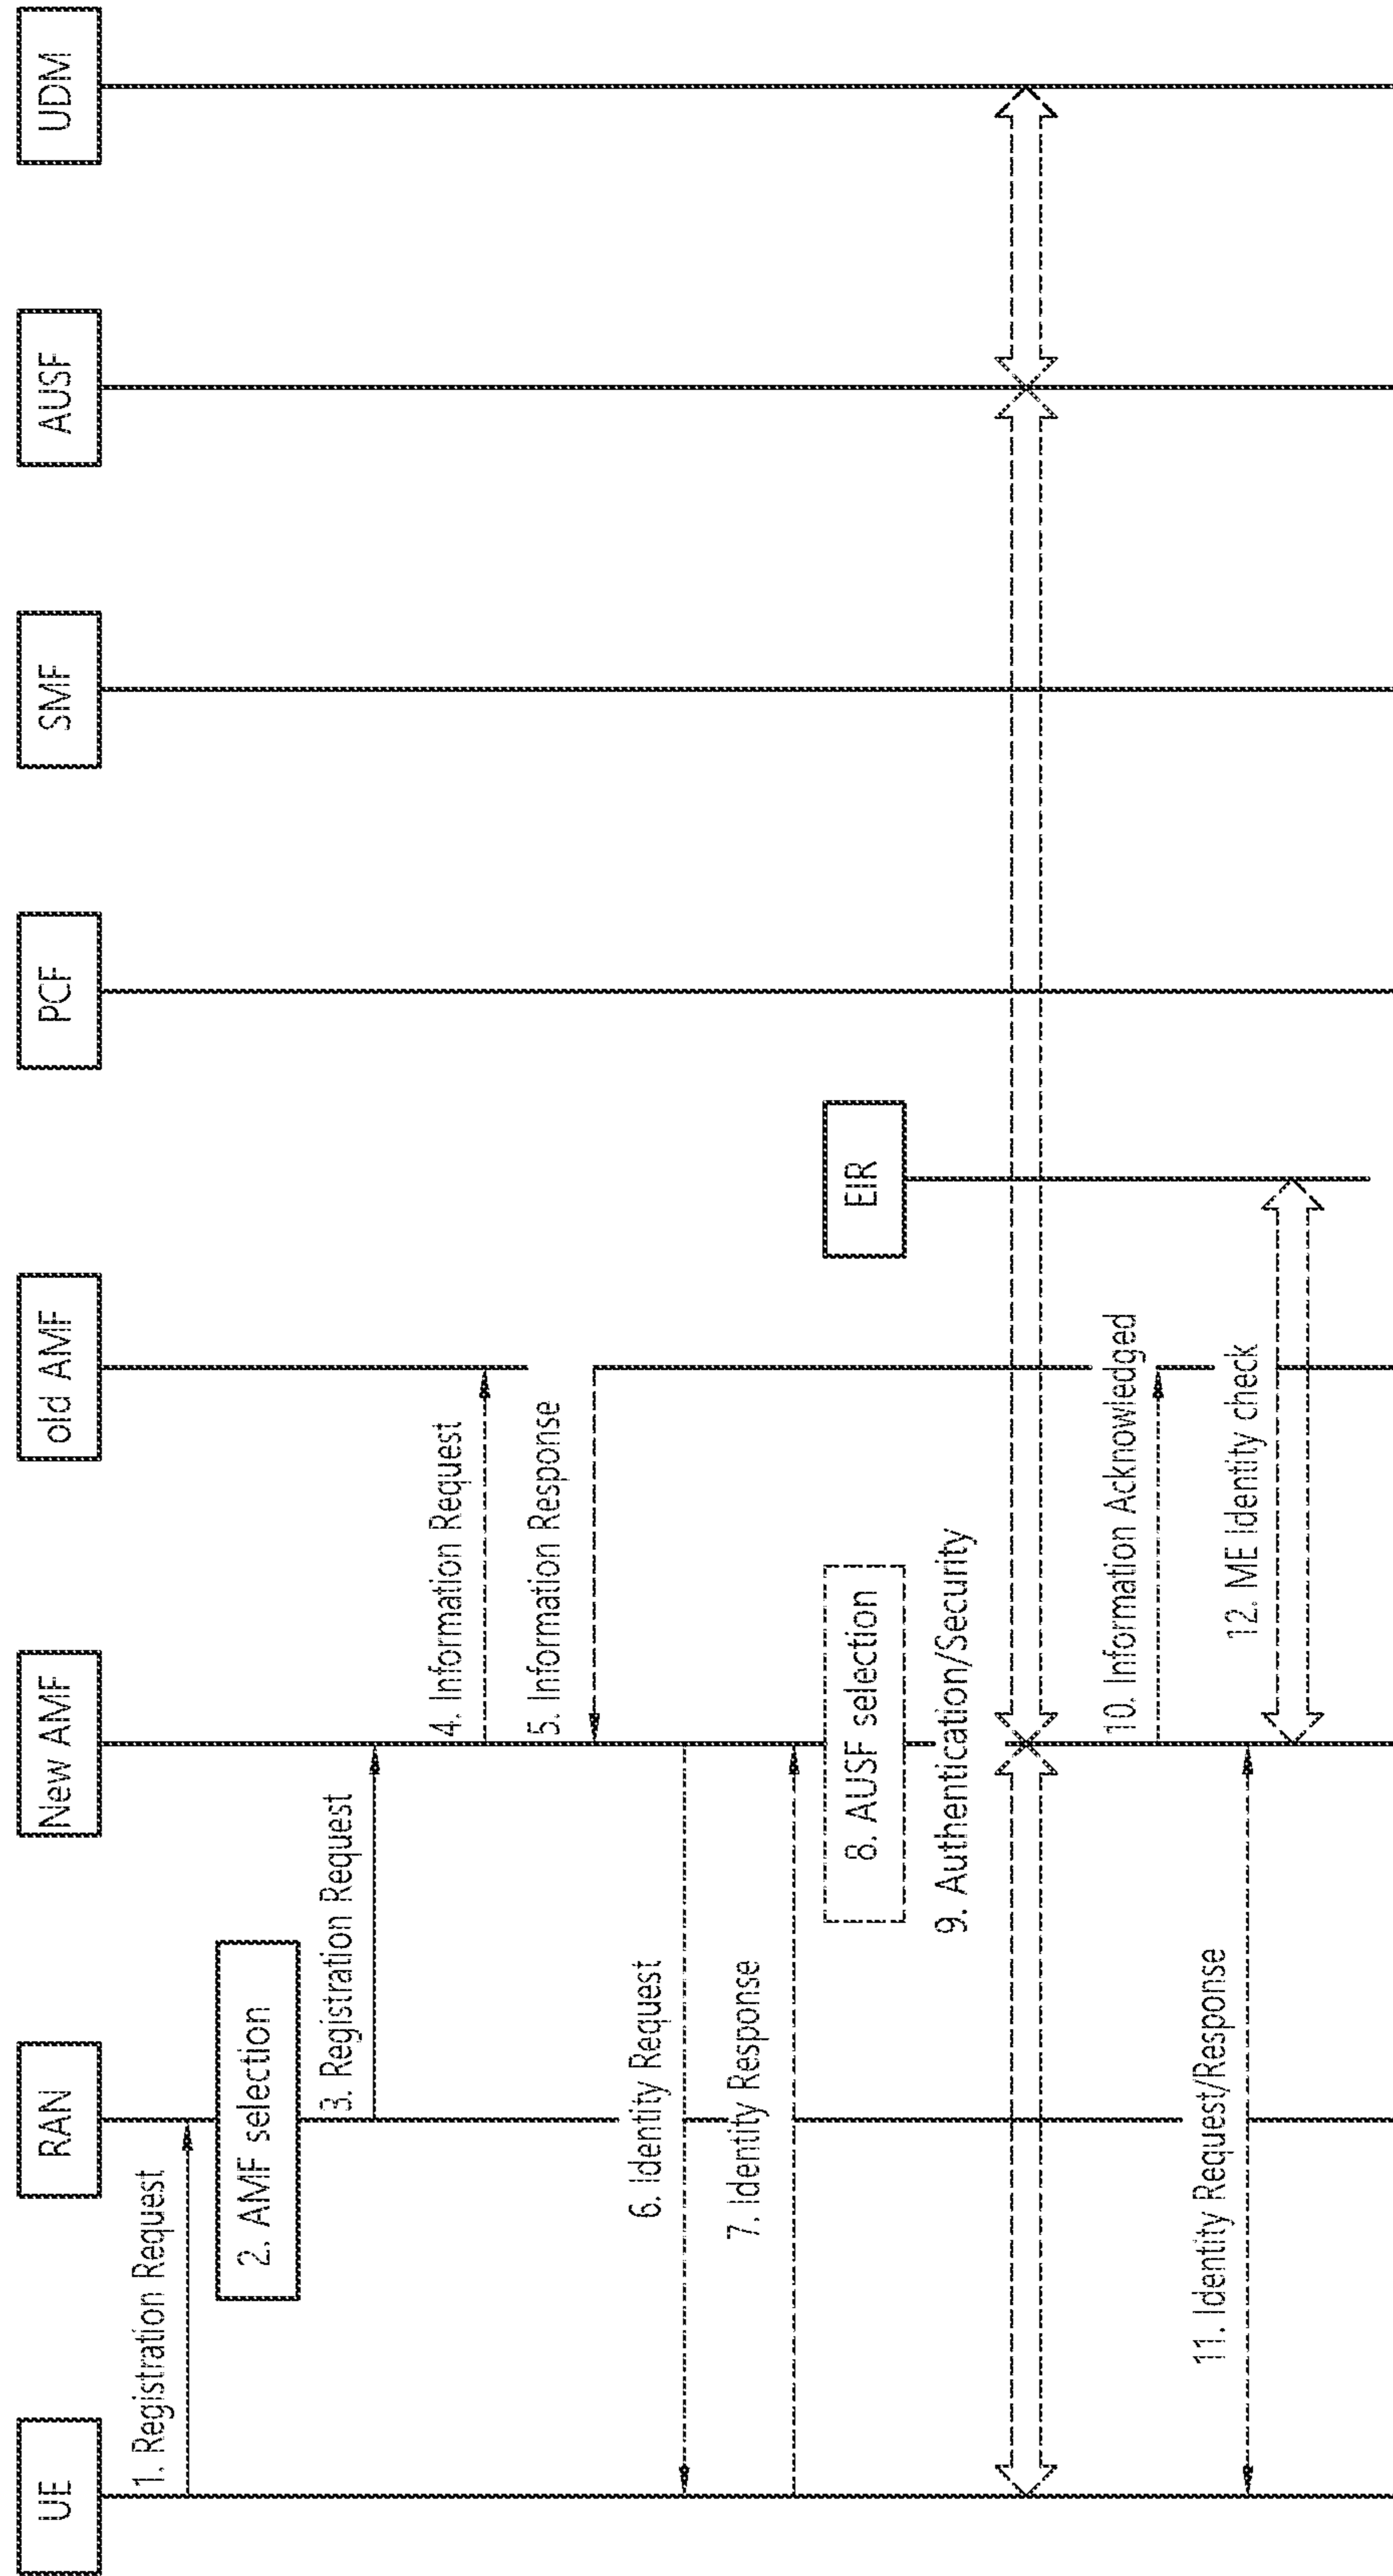 UE
RAN
New AMF
old AMF
PCF
SMF
AUSF
UDM
1. Registration Request
2. AMF selection
3. Registration Request
4. Information Request
5. Information Response
6. Identity Request
7. Identity Response
8. AUSF selection
EIR
9. Authentication/Security
10. Information Acknowledged
11. Identity Request/Response
12. ME Identity check